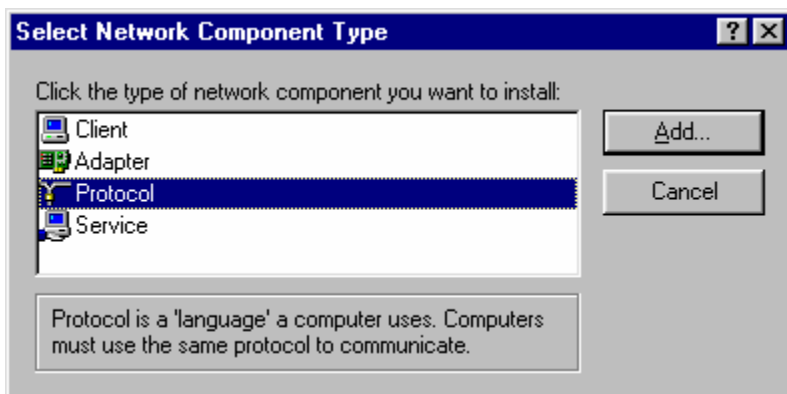 Select Network Component Type
Click the type of network component you want to install:
Client
Adapter
Protocol
Service
Add...
Cancel
Protocol is a 'language' a computer uses. Computers
must use the same protocol to communicate.